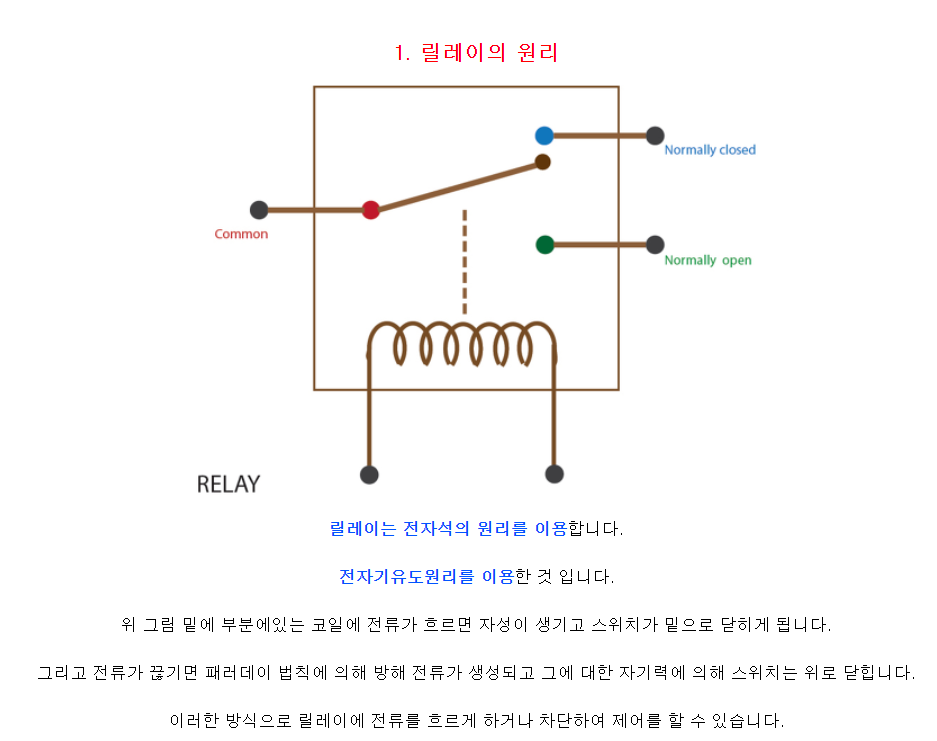 1. 릴레이의 원리
Normally closed
Common
Normally open
RELAY
릴레이는 전자석의 원리를 이용합니다.
전자기유도원리를 이용한 것 입니다.
위 그림 밑에 부분에있는 코일에 전류가 흐르면 자성이 생기고 스위치가 밑으로 닫히게 됩니다.
그리고 전류가 끊기면 패러데이 법칙에 의해 방해 전류가 생성되고 그에 대한 자기력에 의해 스위치는 위로 닫힙니다.
이러한 방식으로 릴레이에 전류를 흐르게 하거나 차단하여 제어를 할 수 있습니다.